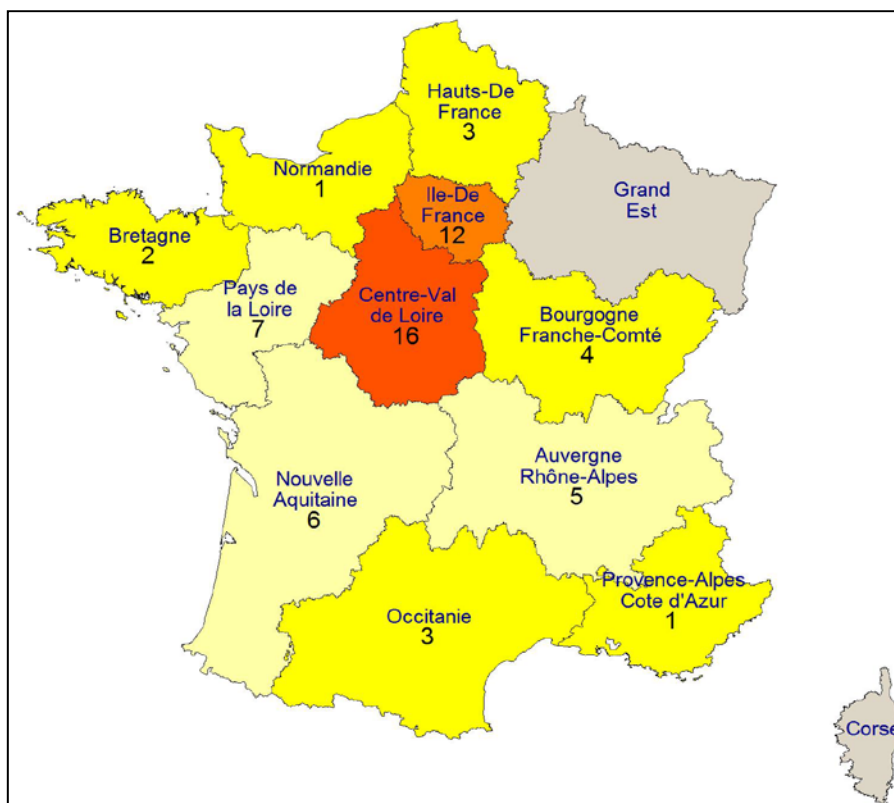 Hauts-De
France
3
Normandie
1
Ile-De
France
12
Grand
Est
Bretagne
2
Pays de
la Loire
7
Centre-Val
de Loire
16
Bourgogne
Franche-Comté
4
Auvergne
Rhône-Alpes
5
Nouvelle
Aquitaine
6
Provence-Alpes
Cote d'Azur
1
Occitanie
3
Corse